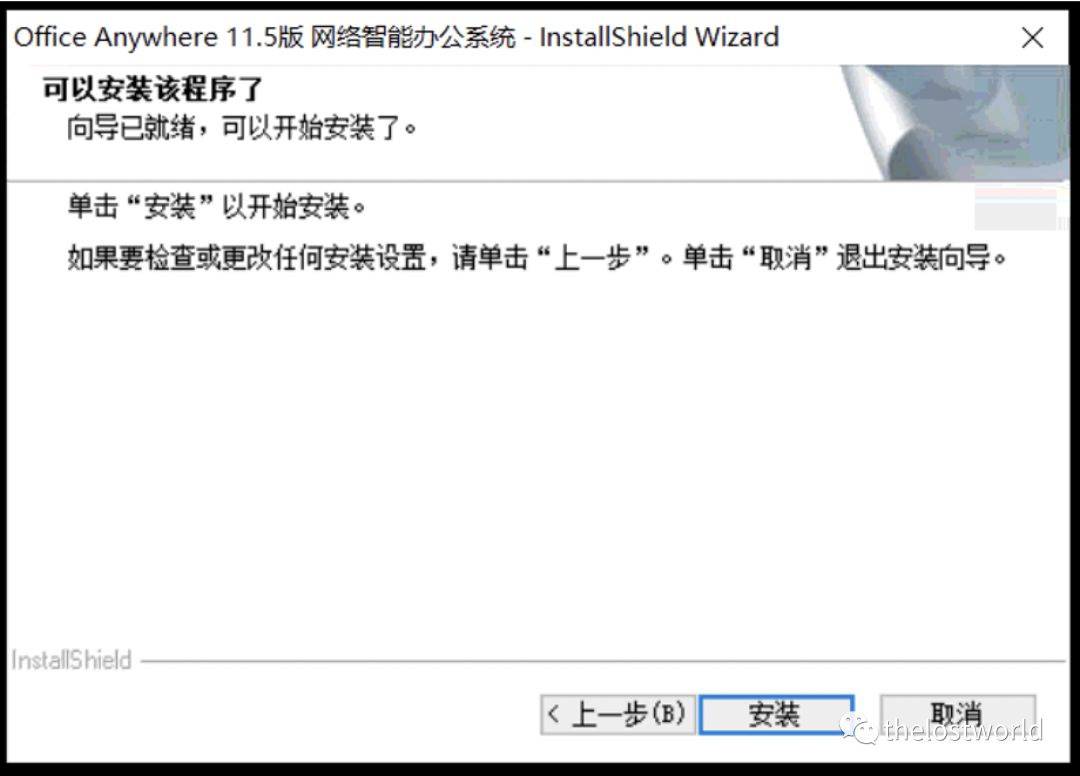 Office Anywhere 11.5版 网络智能办公系统 - InstallShield Wizard
可以安装该程序了
向导已就绪，可以开始安装了。
单击“安装”以开始安装。
如果要检查或更改任何安装设置，请单击“上一步”。单击“取消”退出安装向导。
InstallShield
< 上一步(B)
安装
取消
thelostworld